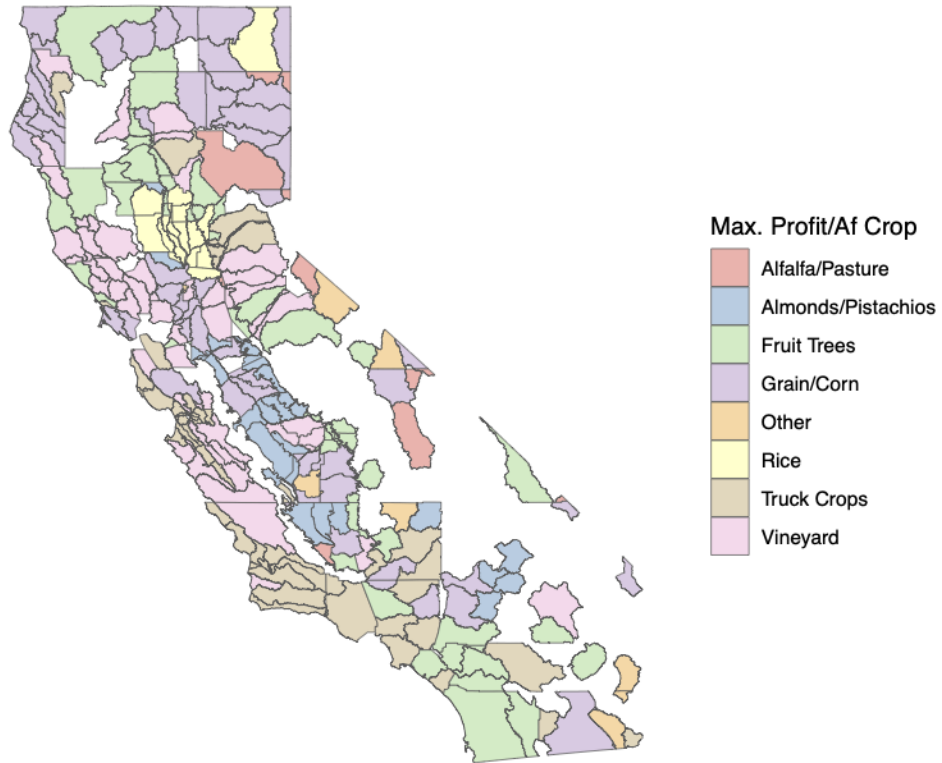 Max. Profit/Af Crop
Alfalfa/Pasture
Almonds/Pistachios
Fruit Trees
Grain/Corn
Other
Rice
Truck Crops
Vineyard